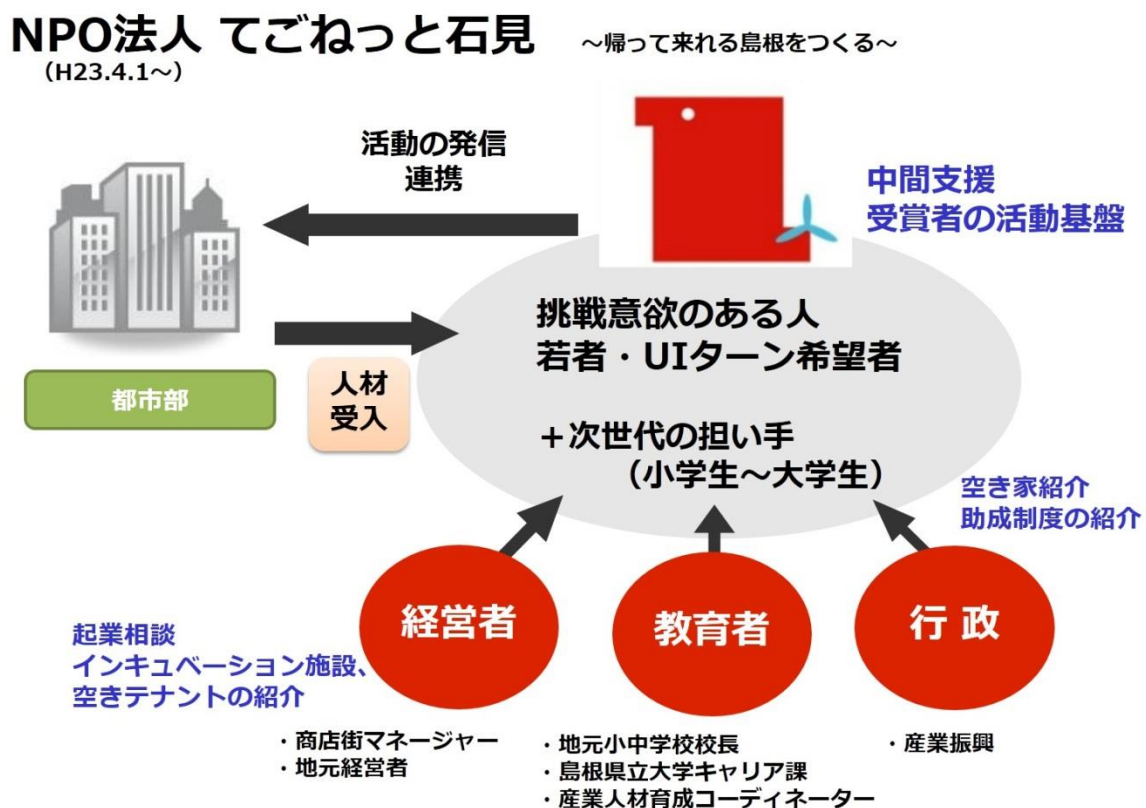 NPO法人 てごねっと石見 ～帰って来れる島根をつくる～
（H23.4.1～）
活動の発信
連携
中間支援
受賞者の活動基盤
挑戦意欲のある人
若者・UIターン希望者
都市部
人材
受入
＋次世代の担い手
（小学生～大学生）
空き家紹介
助成制度の紹介
経営者
教育者
行 政
起業相談
インキュベーション施設、
空きテナントの紹介
・商店街マネージャー
・地元経営者
・地元小中学校校長
・島根県立大学キャリア課
・産業人材育成コーディネーター
・産業振興